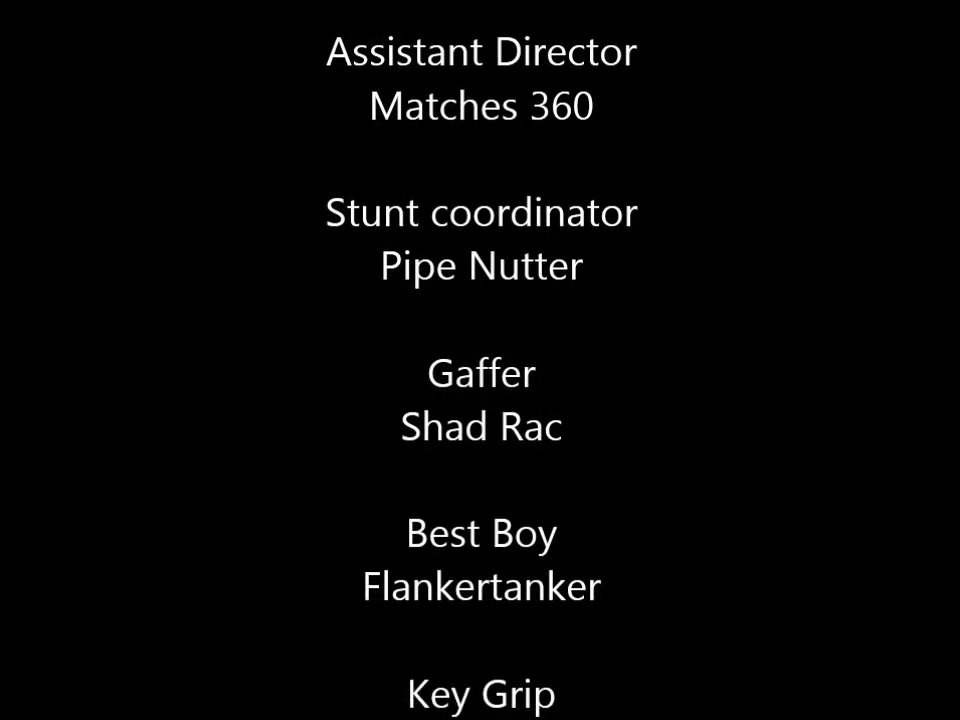 Assistant Director
Matches 360
Stunt coordinator
Pipe Nutter
Gaffer
Shad Rac
Best Boy
Flankertanker
Key Grip